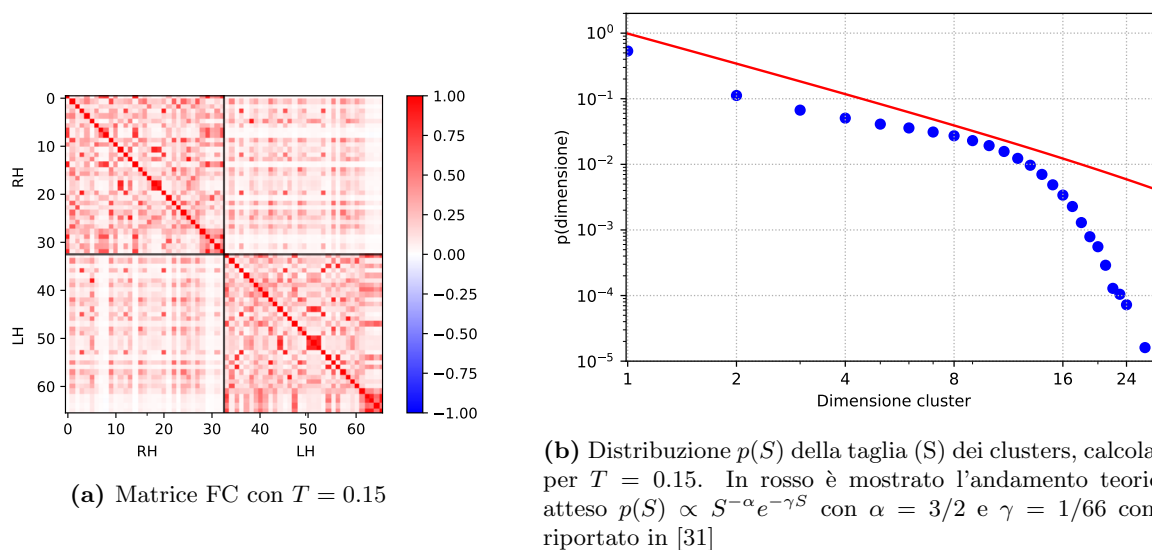 0
10
20
30
40
50
60
RH
LH
0 10 20 30 40 50 60
RH LH
1.00
0.75
0.50
0.25
0.00
−0.25
−0.50
−0.75
−1.00
(a) Matrice FC con T = 0.15
10^0
10^-1
10^-2
10^-3
10^-4
10^-5
p(dimensione)
1 2 4 8 16 24
Dimensione cluster
(b) Distribuzione p(S) della taglia (S) dei clusters, calcola
per T = 0.15. In rosso è mostrato l'andamento teoric
atteso p(S) ∝ S^{−α}e^{−γS} con α = 3/2 e γ = 1/66 com
riportato in [31]